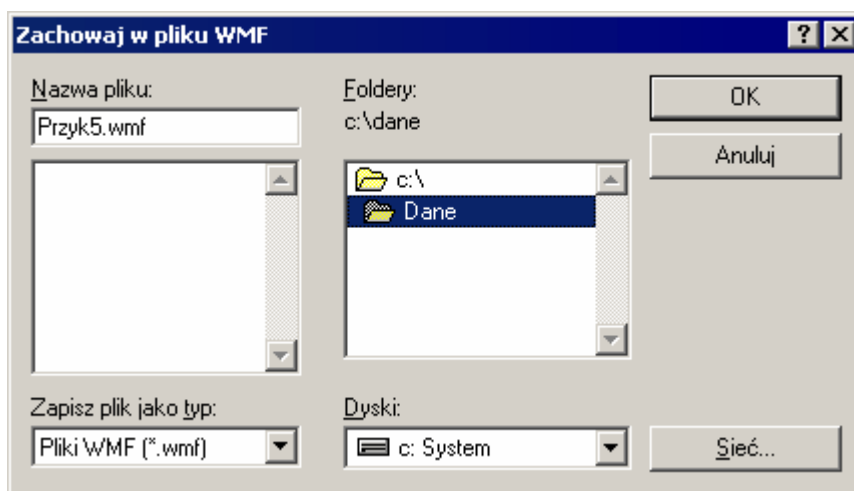 Zachowaj w pliku WMF
Nazwa pliku:
Przyk5.wmf
Foldery:
c:\dane
c:\
Dane
OK
Anuluj
Zapisz plik jako typ:
Pliki WMF (*.wmf)
Dyski:
c: System
Sieć...